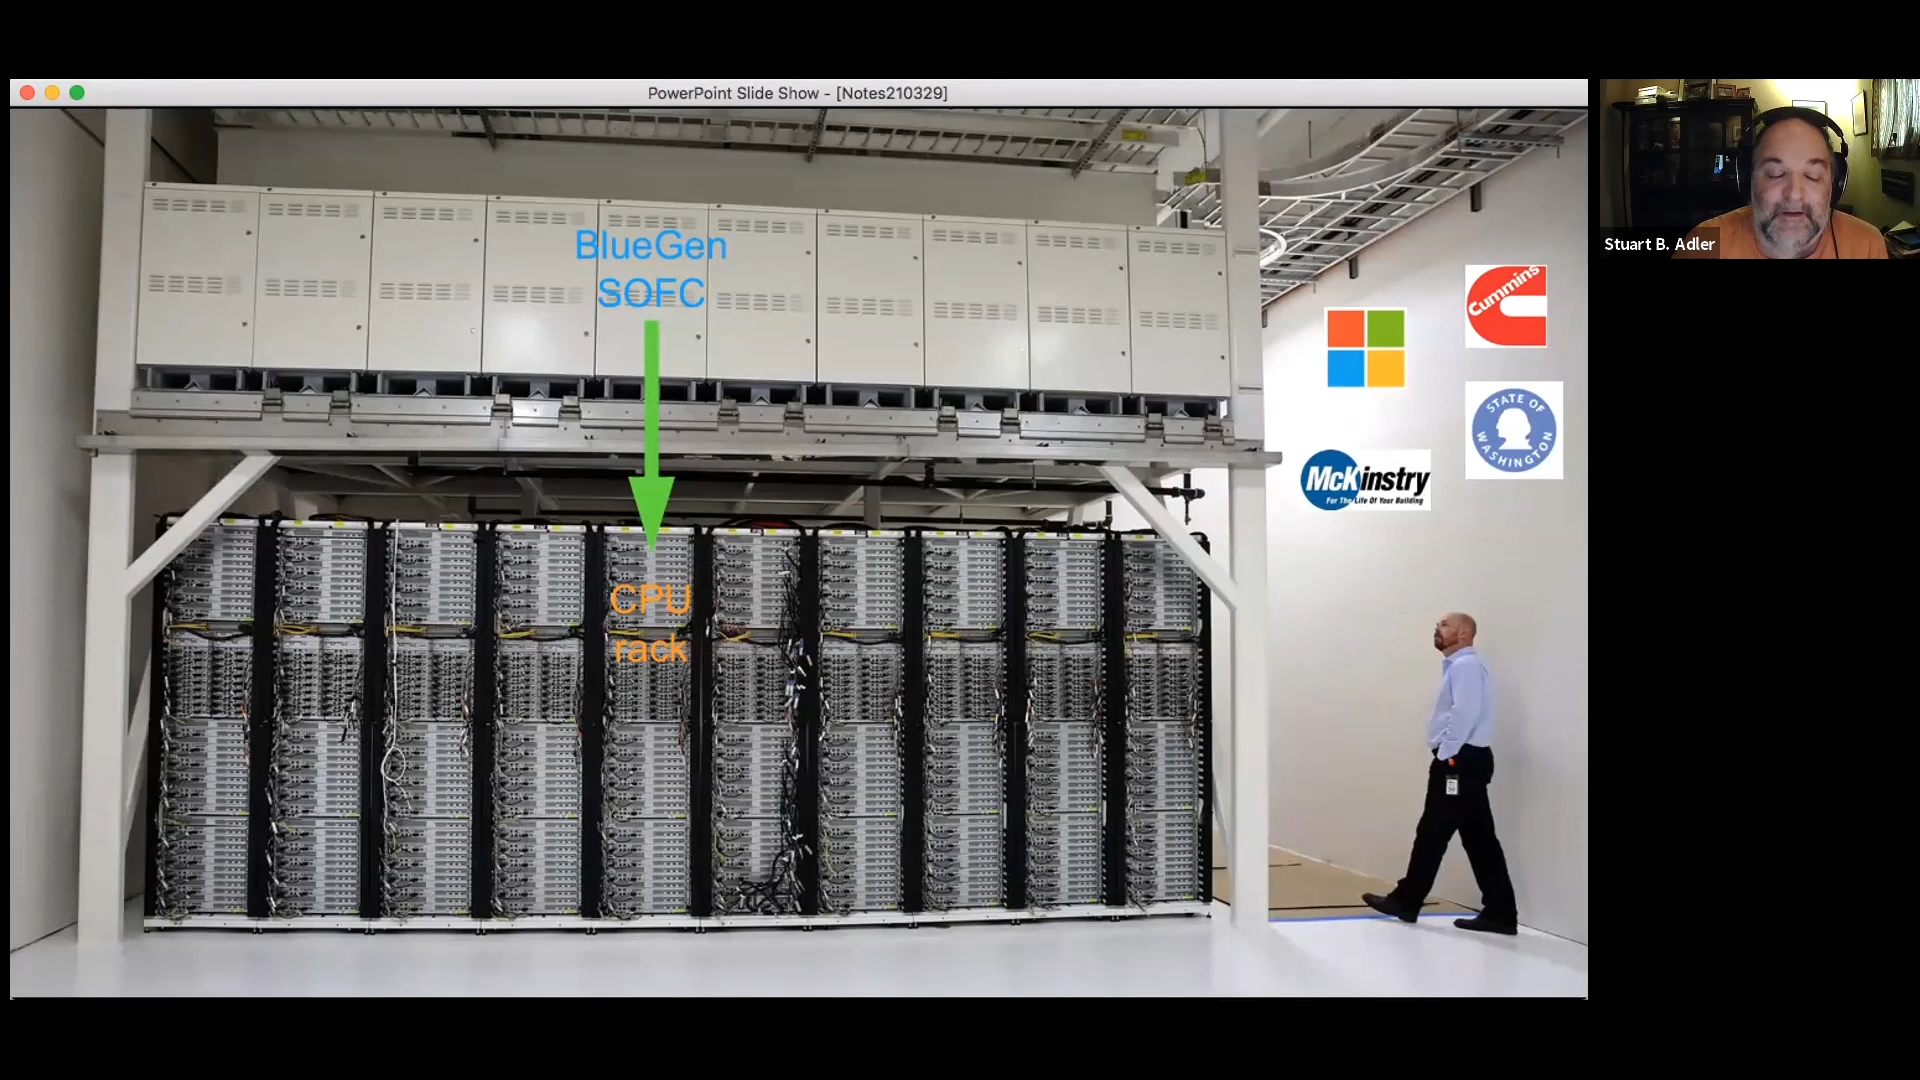 PowerPoint Slide Show - [Notes210329]
BlueGen
SOFC
CPU
rack
Cummins
STATE OF
WASHINGTON
McKinstry
For The Life Of Your Building
Stuart B. Adler